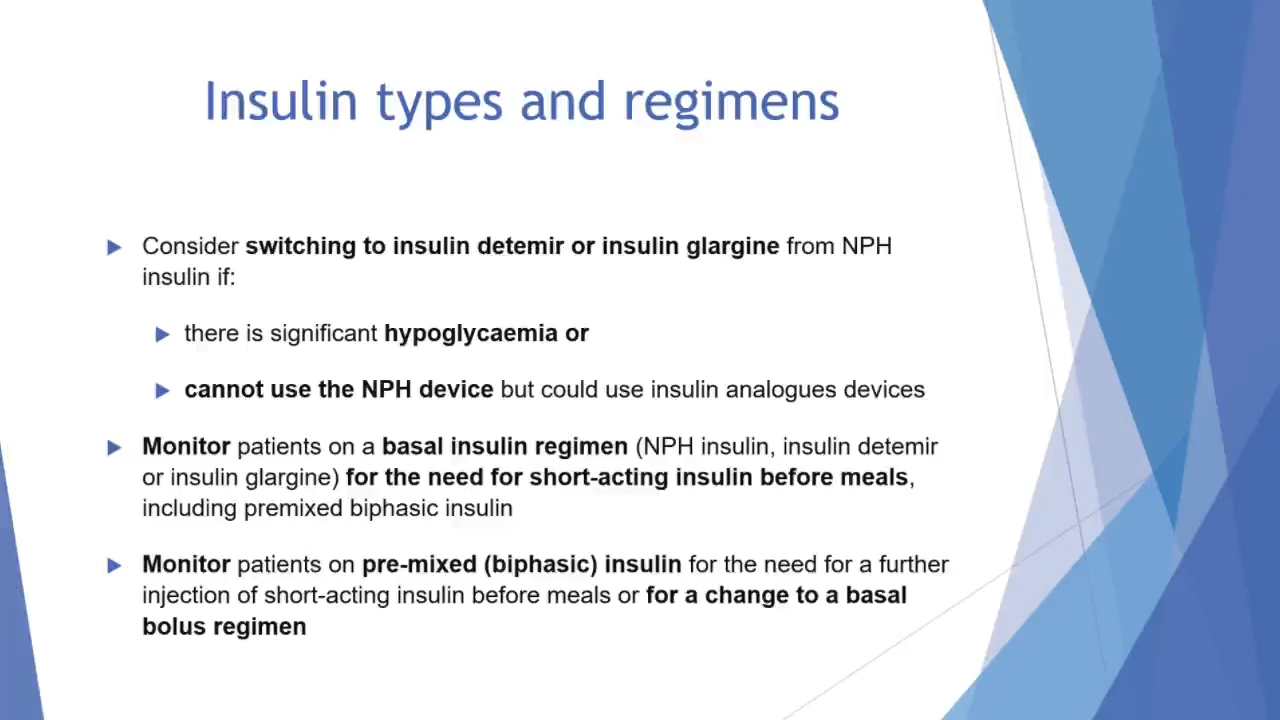 Insulin types and regimens
Consider switching to insulin detemir or insulin glargine from NPH
insulin if:
there is significant hypoglycaemia or
cannot use the NPH device but could use insulin analogues devices
Monitor patients on a basal insulin regimen (NPH insulin, insulin detemir
or insulin glargine) for the need for short-acting insulin before meals,
including premixed biphasic insulin
Monitor patients on pre-mixed (biphasic) insulin for the need for a further
injection of short-acting insulin before meals or for a change to a basal
bolus regimen